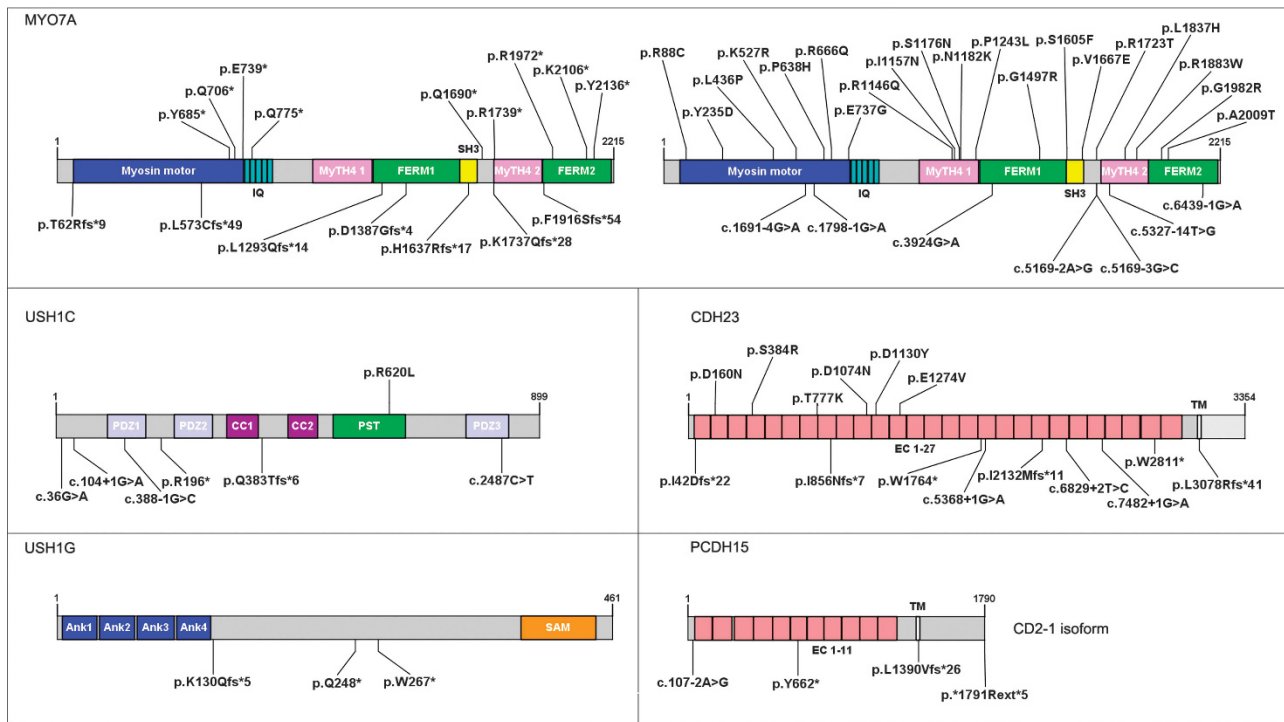 MYO7A
p.E739*
p.Q706*
p.Y685*
p.Q775*
p.R1972*
p.K2106*
p.Q1690*
p.Y2136*
p.R1739*
1
SH3
2215
Myosin motor
MyTH4 1
FERM1
MyTH4 2
FERM2
IQ
p.T62Rfs*9
p.L573Cfs*49
p.L1293Qfs*14
p.D1387Gfs*4
p.H1637Rfs*17
p.K1737Qfs*28
p.F1916Sfs*54
p.R88C
p.K527R
p.R666Q
p.P638H
p.L436P
p.Y235D
p.E737G
p.S1176N
p.P1243L
p.S1605F
p.L1837H
p.I1157N
p.N1182K
p.R1723T
p.V1667E
p.R1146Q
p.G1497R
p.R1883W
p.G1982R
p.A2009T
1
2215
Myosin motor
MyTH4 1
FERM1
MyTH4 2
FERM2
IQ
SH3
c.1691-4G>A
c.1798-1G>A
c.3924G>A
c.5169-2A>G
c.5169-3G>C
c.5327-14T>G
c.6439-1G>A
USH1C
p.R620L
1
899
PDZ1
PDZ2
CC1
CC2
PST
PDZ3
c.36G>A
c.104+1G>A
c.388-1G>C
p.R196*
p.Q383Tfs*6
c.2487C>T
CDH23
p.S384R
p.D160N
p.D1130Y
p.D1074N
p.E1274V
p.T777K
1
TM
3354
EC 1-27
p.I42Dfs*22
p.I856Nfs*7
p.W1764*
c.5368+1G>A
p.I2132Mfs*11
c.6829+2T>C
c.7482+1G>A
p.W2811*
p.L3078Rfs*41
USH1G
1
461
Ank1
Ank2
Ank3
Ank4
SAM
p.K130Qfs*5
p.Q248*
p.W267*
PCDH15
1
TM
1790
CD2-1 isoform
EC 1-11
c.107-2A>G
p.Y662*
p.L1390Vfs*26
p.*1791Rext*5